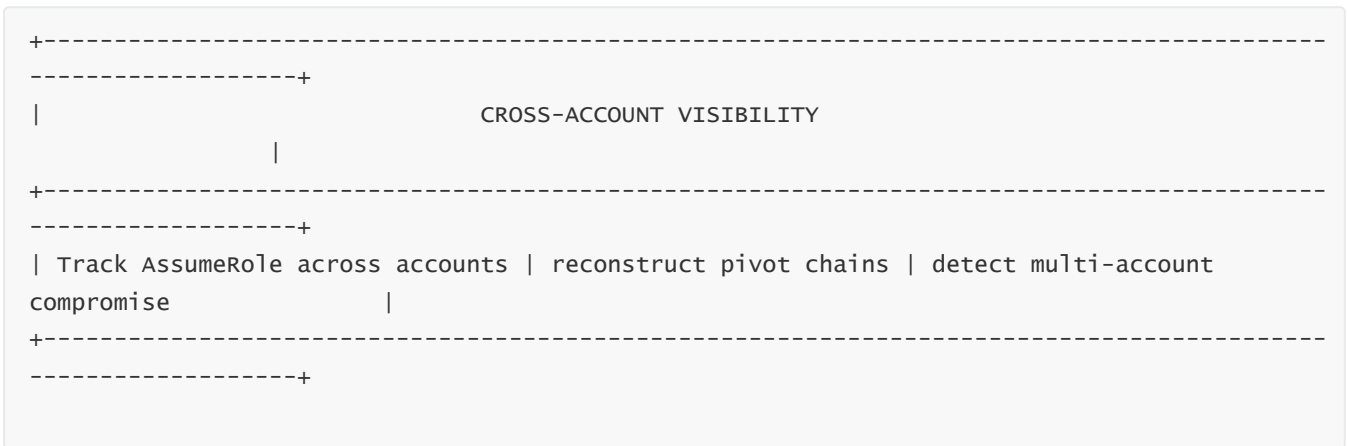 +-------------------------------------------------------------------------------------------
-------------------+
|                               CROSS-ACCOUNT VISIBILITY
                 |
+-------------------------------------------------------------------------------------------
-------------------+
| Track AssumeRole across accounts | reconstruct pivot chains | detect multi-account
compromise                 |
+-------------------------------------------------------------------------------------------
-------------------+